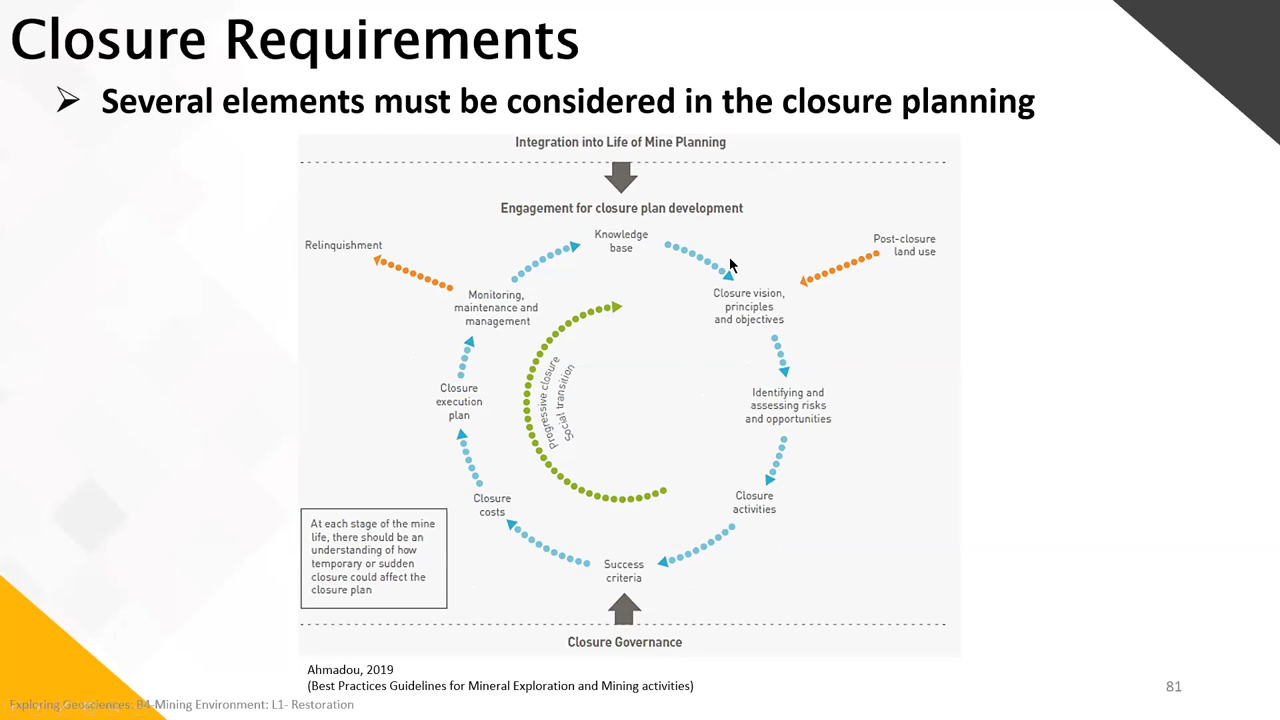 Closure Requirements
Several elements must be considered in the closure planning
Integration into Life of Mine Planning
Engagement for closure plan development
Knowledge
base
Relinquishment
Post-closure
land use
Monitoring,
maintenance and
management
Closure vision,
principles
and objectives
Progressive closure
Social transition
Closure
execution
plan
Identifying and
assessing risks
and opportunities
Closure
costs
Closure
activities
At each stage of the mine
life, there should be an
understanding of how
temporary or sudden
closure could affect the
closure plan
Success
criteria
Closure Governance
Ahmadou, 2019
(Best Practices Guidelines for Mineral Exploration and Mining activities)
81
Exploring Geosciences: B4-Mining Environment: L1- Restoration